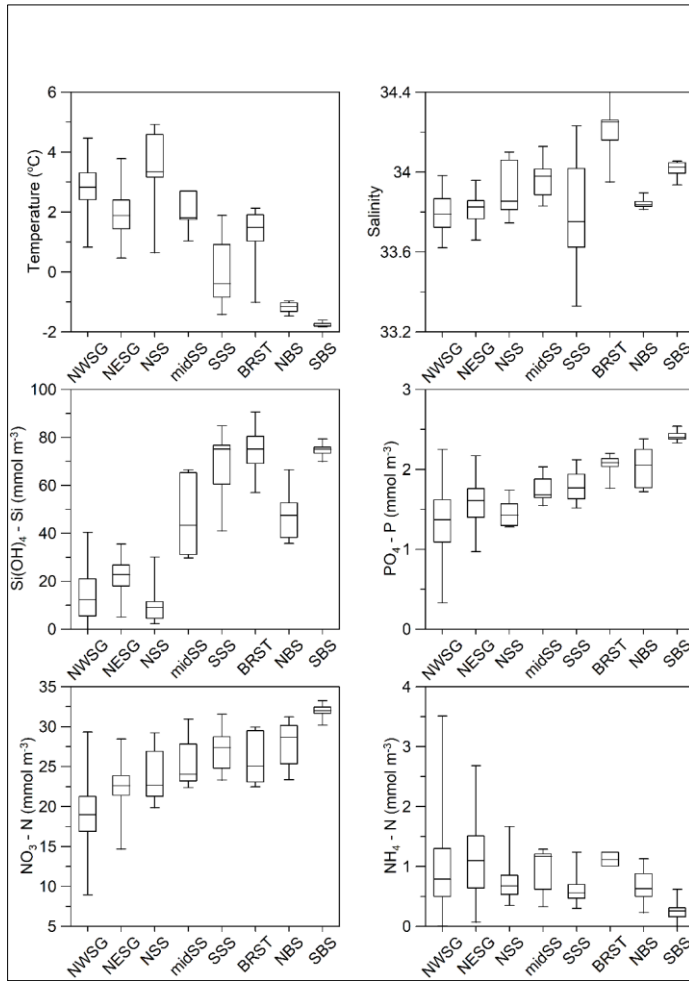 6
4
2
0
-2
Temperature (°C)
NWSG
NESG
NSS
midSS
SSS
BRST
NBS
SBS
34.4
34
33.6
33.2
Salinity
NWSG
NESG
NSS
midSS
SSS
BRST
NBS
SBS
100
80
60
40
20
0
Si(OH)₄ - Si (mmol m⁻³)
NWSG
NESG
NSS
midSS
SSS
BRST
NBS
SBS
3
2
1
0
PO₄ - P (mmol m⁻³)
NWSG
NESG
NSS
midSS
SSS
BRST
NBS
SBS
35
30
25
20
15
10
5
NO₃ - N (mmol m⁻³)
NWSG
NESG
NSS
midSS
SSS
BRST
NBS
SBS
4
3
2
1
0
NH₄ - N (mmol m⁻³)
NWSG
NESG
NSS
midSS
SSS
BRST
NBS
SBS